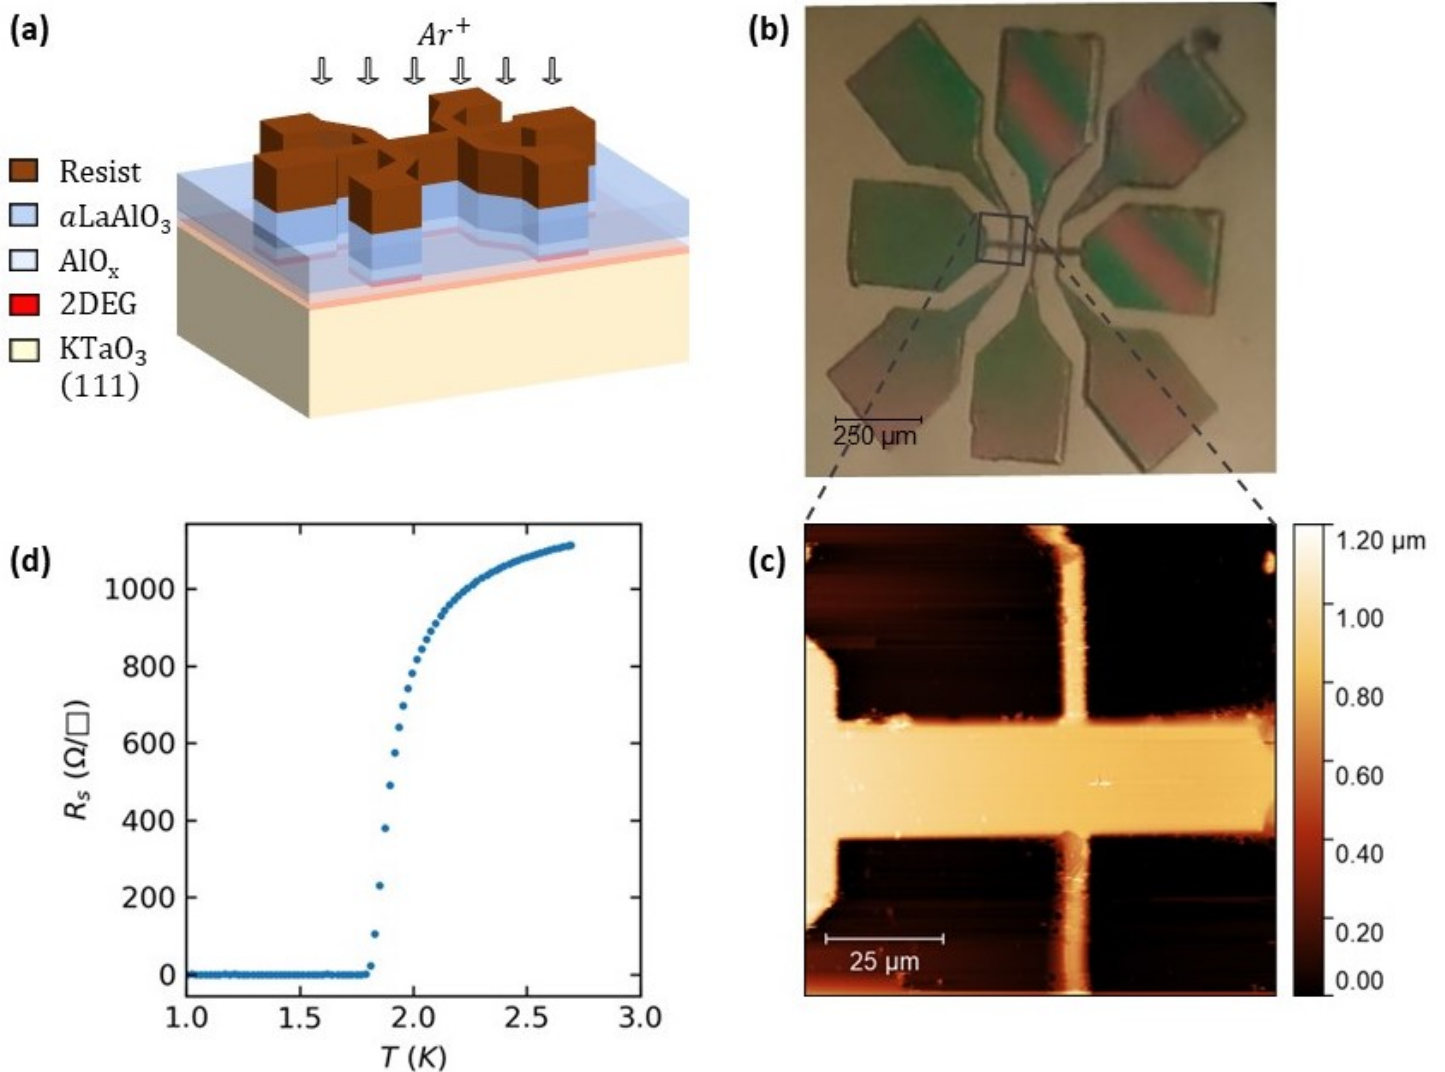 (a)
Ar⁺
Resist
aLaAlO₃
AlOₓ
2DEG
KTaO₃
(111)
(b)
250 μm
(c)
25 μm
1.20 μm
1.00
0.80
0.60
0.40
0.20
0.00
(d)
1000
800
600
400
200
0
Rₛ (Ω/□)
1.0 1.5 2.0 2.5 3.0
T (K)